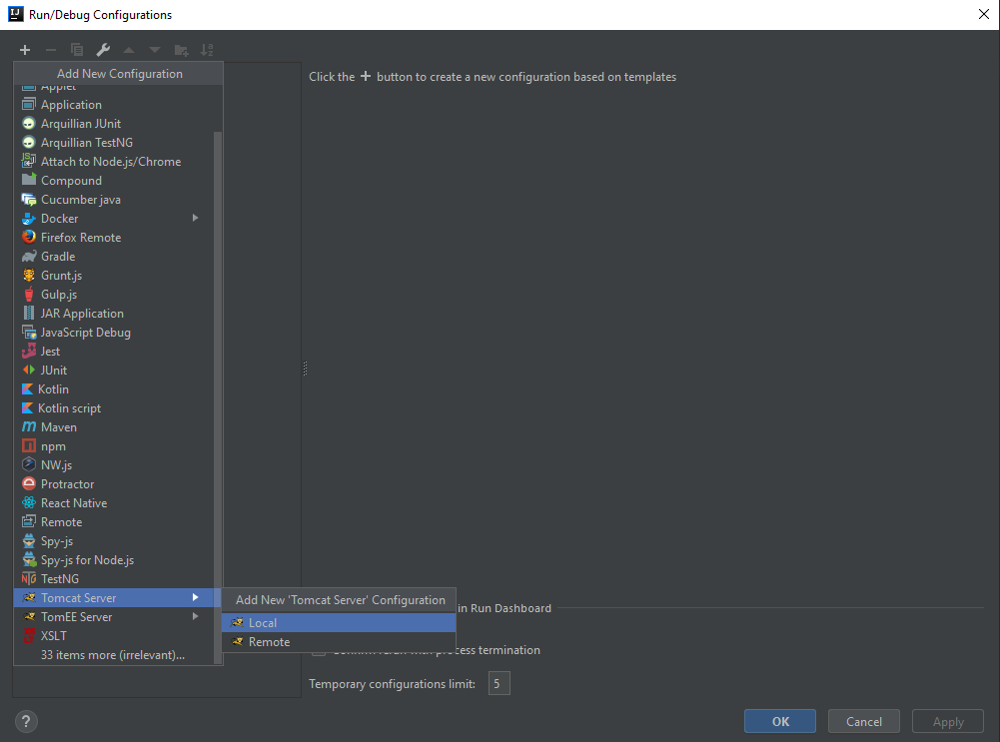 Run/Debug Configurations
Add New Configuration
Click the + button to create a new configuration based on templates
Applet
Application
Arquillian JUnit
Arquillian TestNG
Attach to Node.js/Chrome
Compound
Cucumber java
Docker
Firefox Remote
Gradle
Grunt.js
Gulp.js
JAR Application
JavaScript Debug
Jest
JUnit
Kotlin
Kotlin script
Maven
npm
NW.js
Protractor
React Native
Remote
Spy-js
Spy-js for Node.js
TestNG
Tomcat Server
TomEE Server
XSLT
33 items more (irrelevant)...
Add New 'Tomcat Server' Configuration
Local
Remote
in Run Dashboard
Confirm rerun with process termination
Temporary configurations limit: 5
?
OK
Cancel
Apply